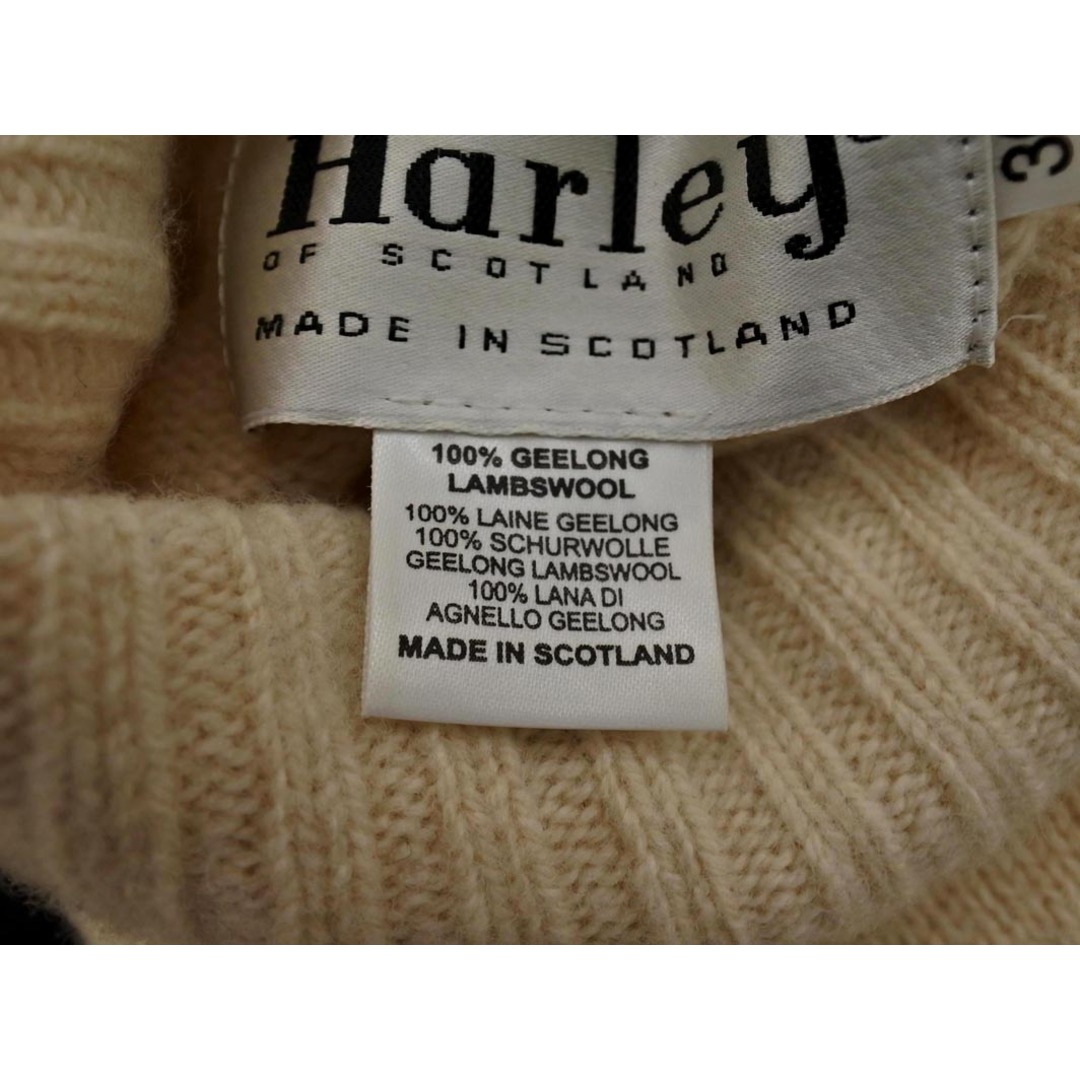 Harley
OF SCOTLAND
MADE IN SCOTLAND
3
100% GEELONG
LAMBSWOOL
100% LAINE GEELONG
100% SCHURWOLLE
GEELONG LAMBSWOOL
100% LANA DI
AGNELLO GEELONG
MADE IN SCOTLAND